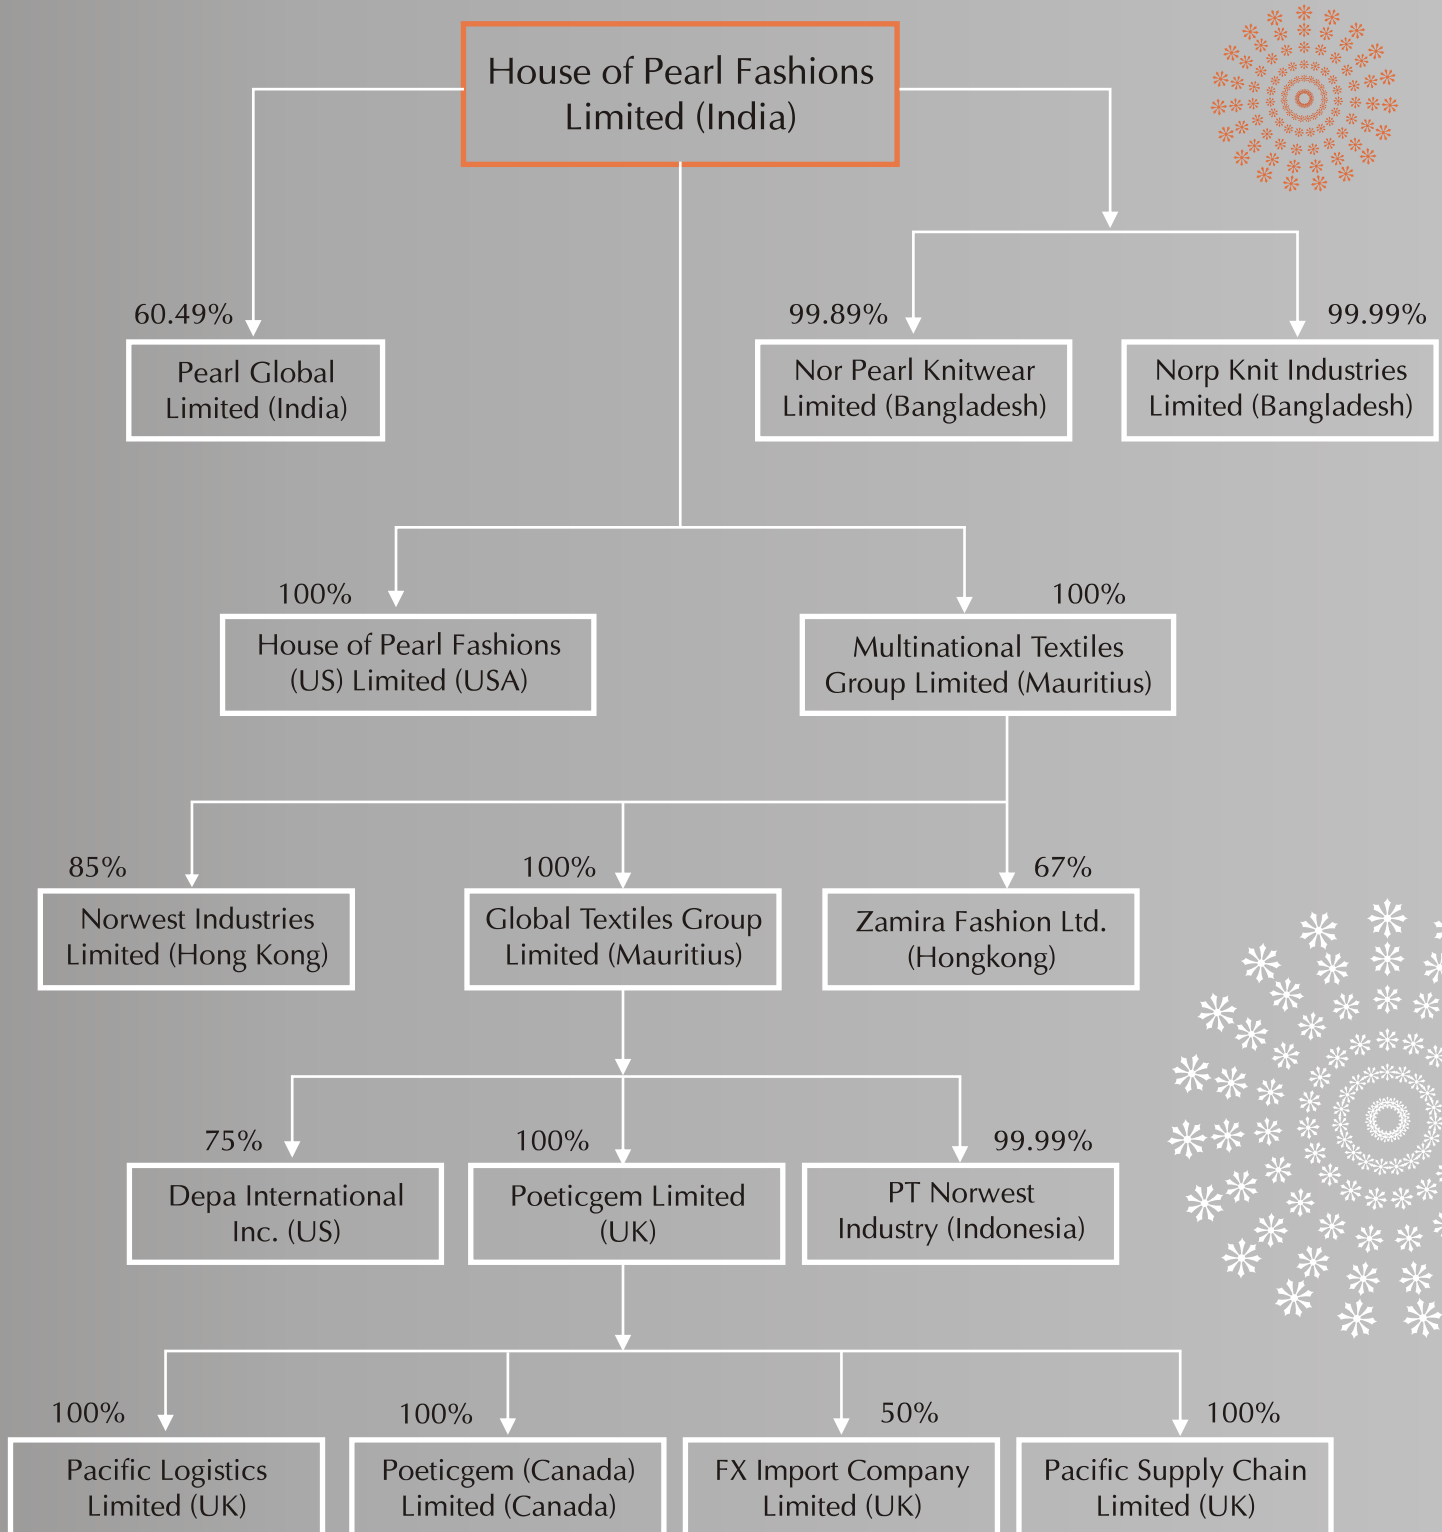 House of Pearl Fashions
Limited (India)
60.49%
Pearl Global
Limited (India)
99.89%
Nor Pearl Knitwear
Limited (Bangladesh)
99.99%
Norp Knit Industries
Limited (Bangladesh)
100%
House of Pearl Fashions
(US) Limited (USA)
100%
Multinational Textiles
Group Limited (Mauritius)
85%
Norwest Industries
Limited (Hong Kong)
100%
Global Textiles Group
Limited (Mauritius)
67%
Zamira Fashion Ltd.
(Hongkong)
75%
Depa International
Inc. (US)
100%
Poeticgem Limited
(UK)
99.99%
PT Norwest
Industry (Indonesia)
100%
Pacific Logistics
Limited (UK)
100%
Poeticgem (Canada)
Limited (Canada)
50%
FX Import Company
Limited (UK)
100%
Pacific Supply Chain
Limited (UK)